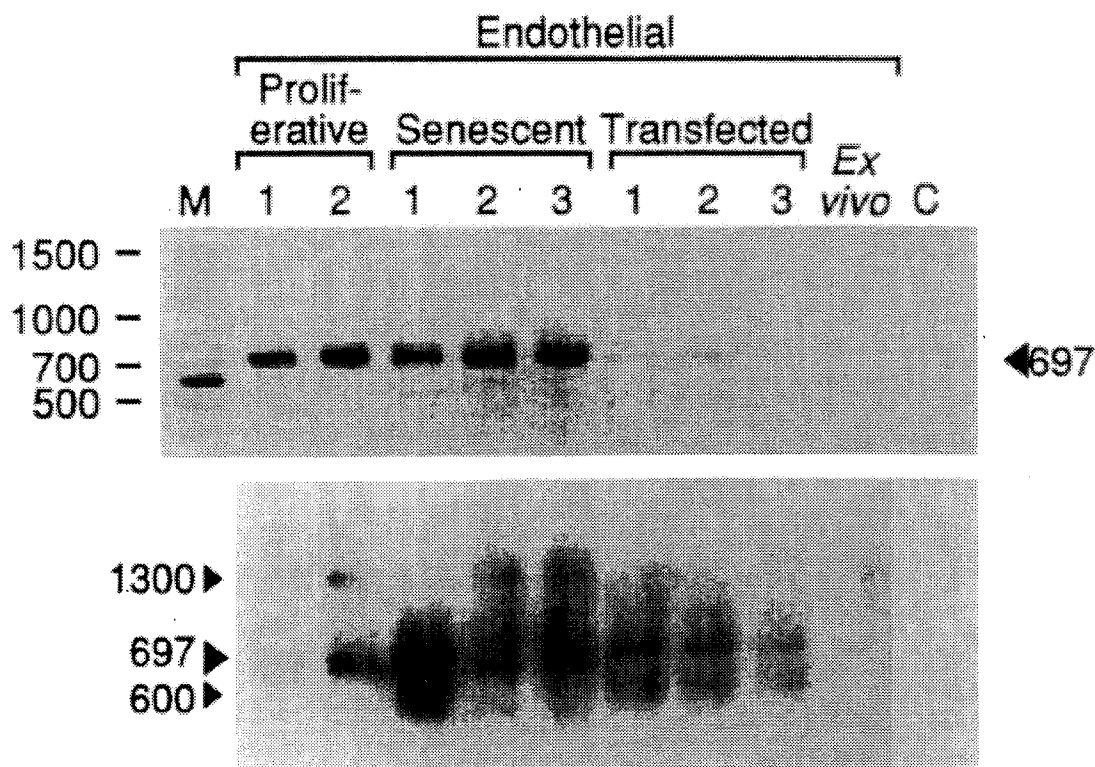 Endothelial
Prolif-
erative Senescent Transfected Ex vivo
M 1 2 1 2 3 1 2 3 C
1500
1000
700
500
697
1300
697
600